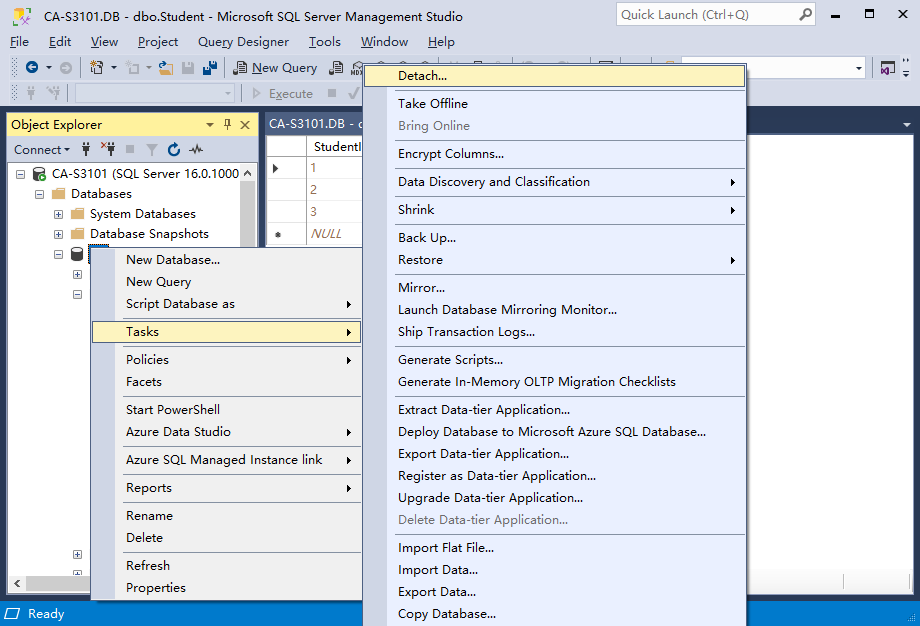 CA-S3101.DB - dbo.Student - Microsoft SQL Server Management Studio
Quick Launch (Ctrl+Q)
File Edit View Project Query Designer Tools Window Help
New Query
Execute
Object Explorer
Connect
CA-S3101 (SQL Server 16.0.1000
Databases
System Databases
Database Snapshots
CA-S3101.DB -
StudentI
1
2
3
NULL
New Database...
New Query
Script Database as
Tasks
Policies
Facets
Start PowerShell
Azure Data Studio
Azure SQL Managed Instance link
Reports
Rename
Delete
Refresh
Properties
Detach...
Take Offline
Bring Online
Encrypt Columns...
Data Discovery and Classification
Shrink
Back Up...
Restore
Mirror...
Launch Database Mirroring Monitor...
Ship Transaction Logs...
Generate Scripts...
Generate In-Memory OLTP Migration Checklists
Extract Data-tier Application...
Deploy Database to Microsoft Azure SQL Database...
Export Data-tier Application...
Register as Data-tier Application...
Upgrade Data-tier Application...
Delete Data-tier Application...
Import Flat File...
Import Data...
Export Data...
Copy Database...
Ready